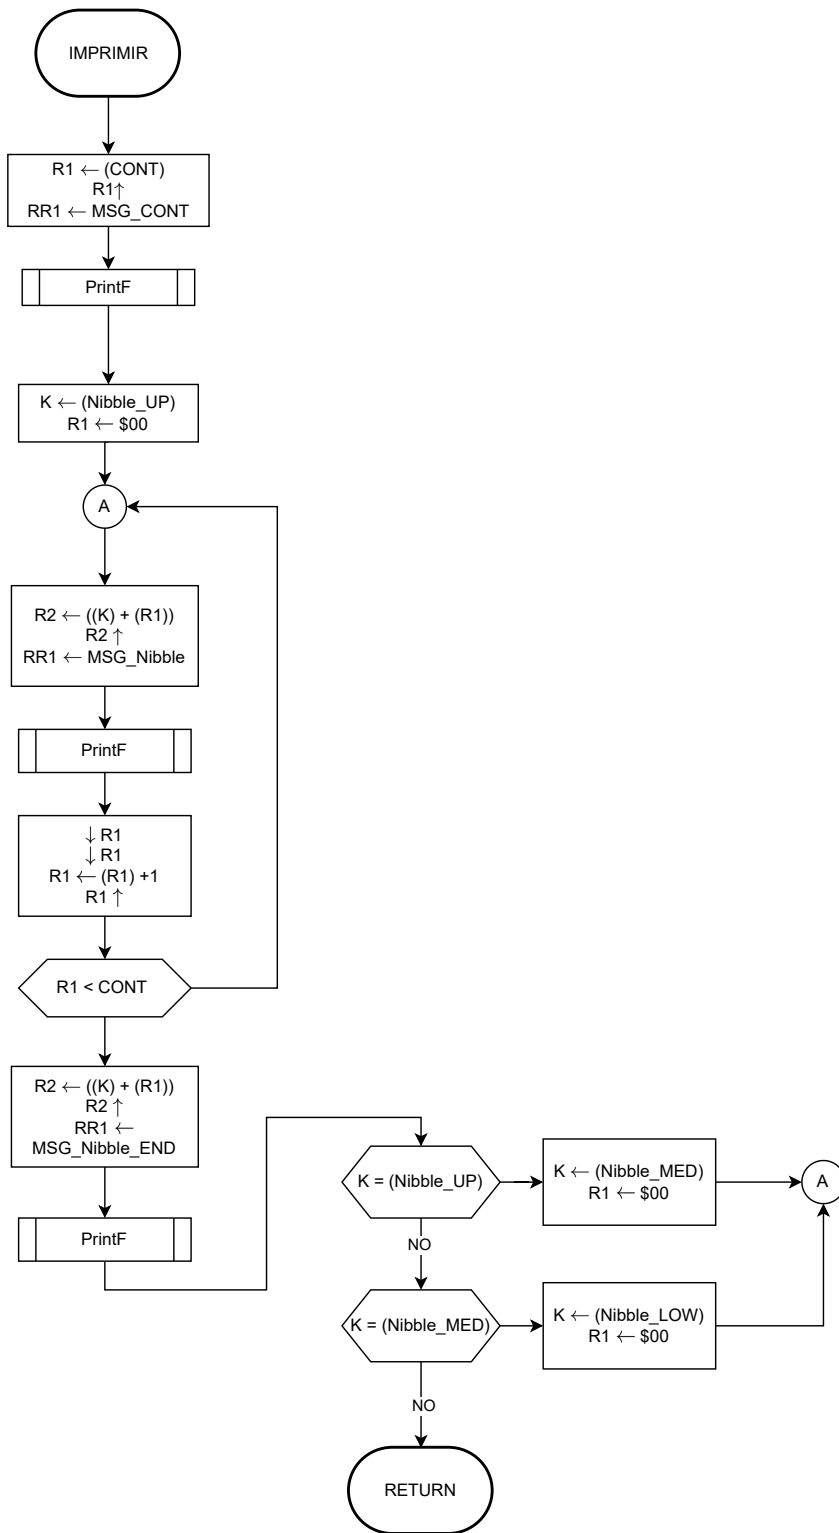 IMPRIMIR
R1 ← (CONT)
R1↑
RR1 ← MSG_CONT
PrintF
K ← (Nibble_UP)
R1 ← $00
A
R2 ← ((K) + (R1))
R2 ↑
RR1 ← MSG_Nibble
PrintF
↓ R1
↓ R1
R1 ← (R1) +1
R1 ↑
R1 < CONT
R2 ← ((K) + (R1))
R2 ↑
RR1 ←
MSG_Nibble_END
PrintF
K = (Nibble_UP)
K ← (Nibble_MED)
R1 ← $00
A
NO
K = (Nibble_MED)
K ← (Nibble_LOW)
R1 ← $00
NO
RETURN